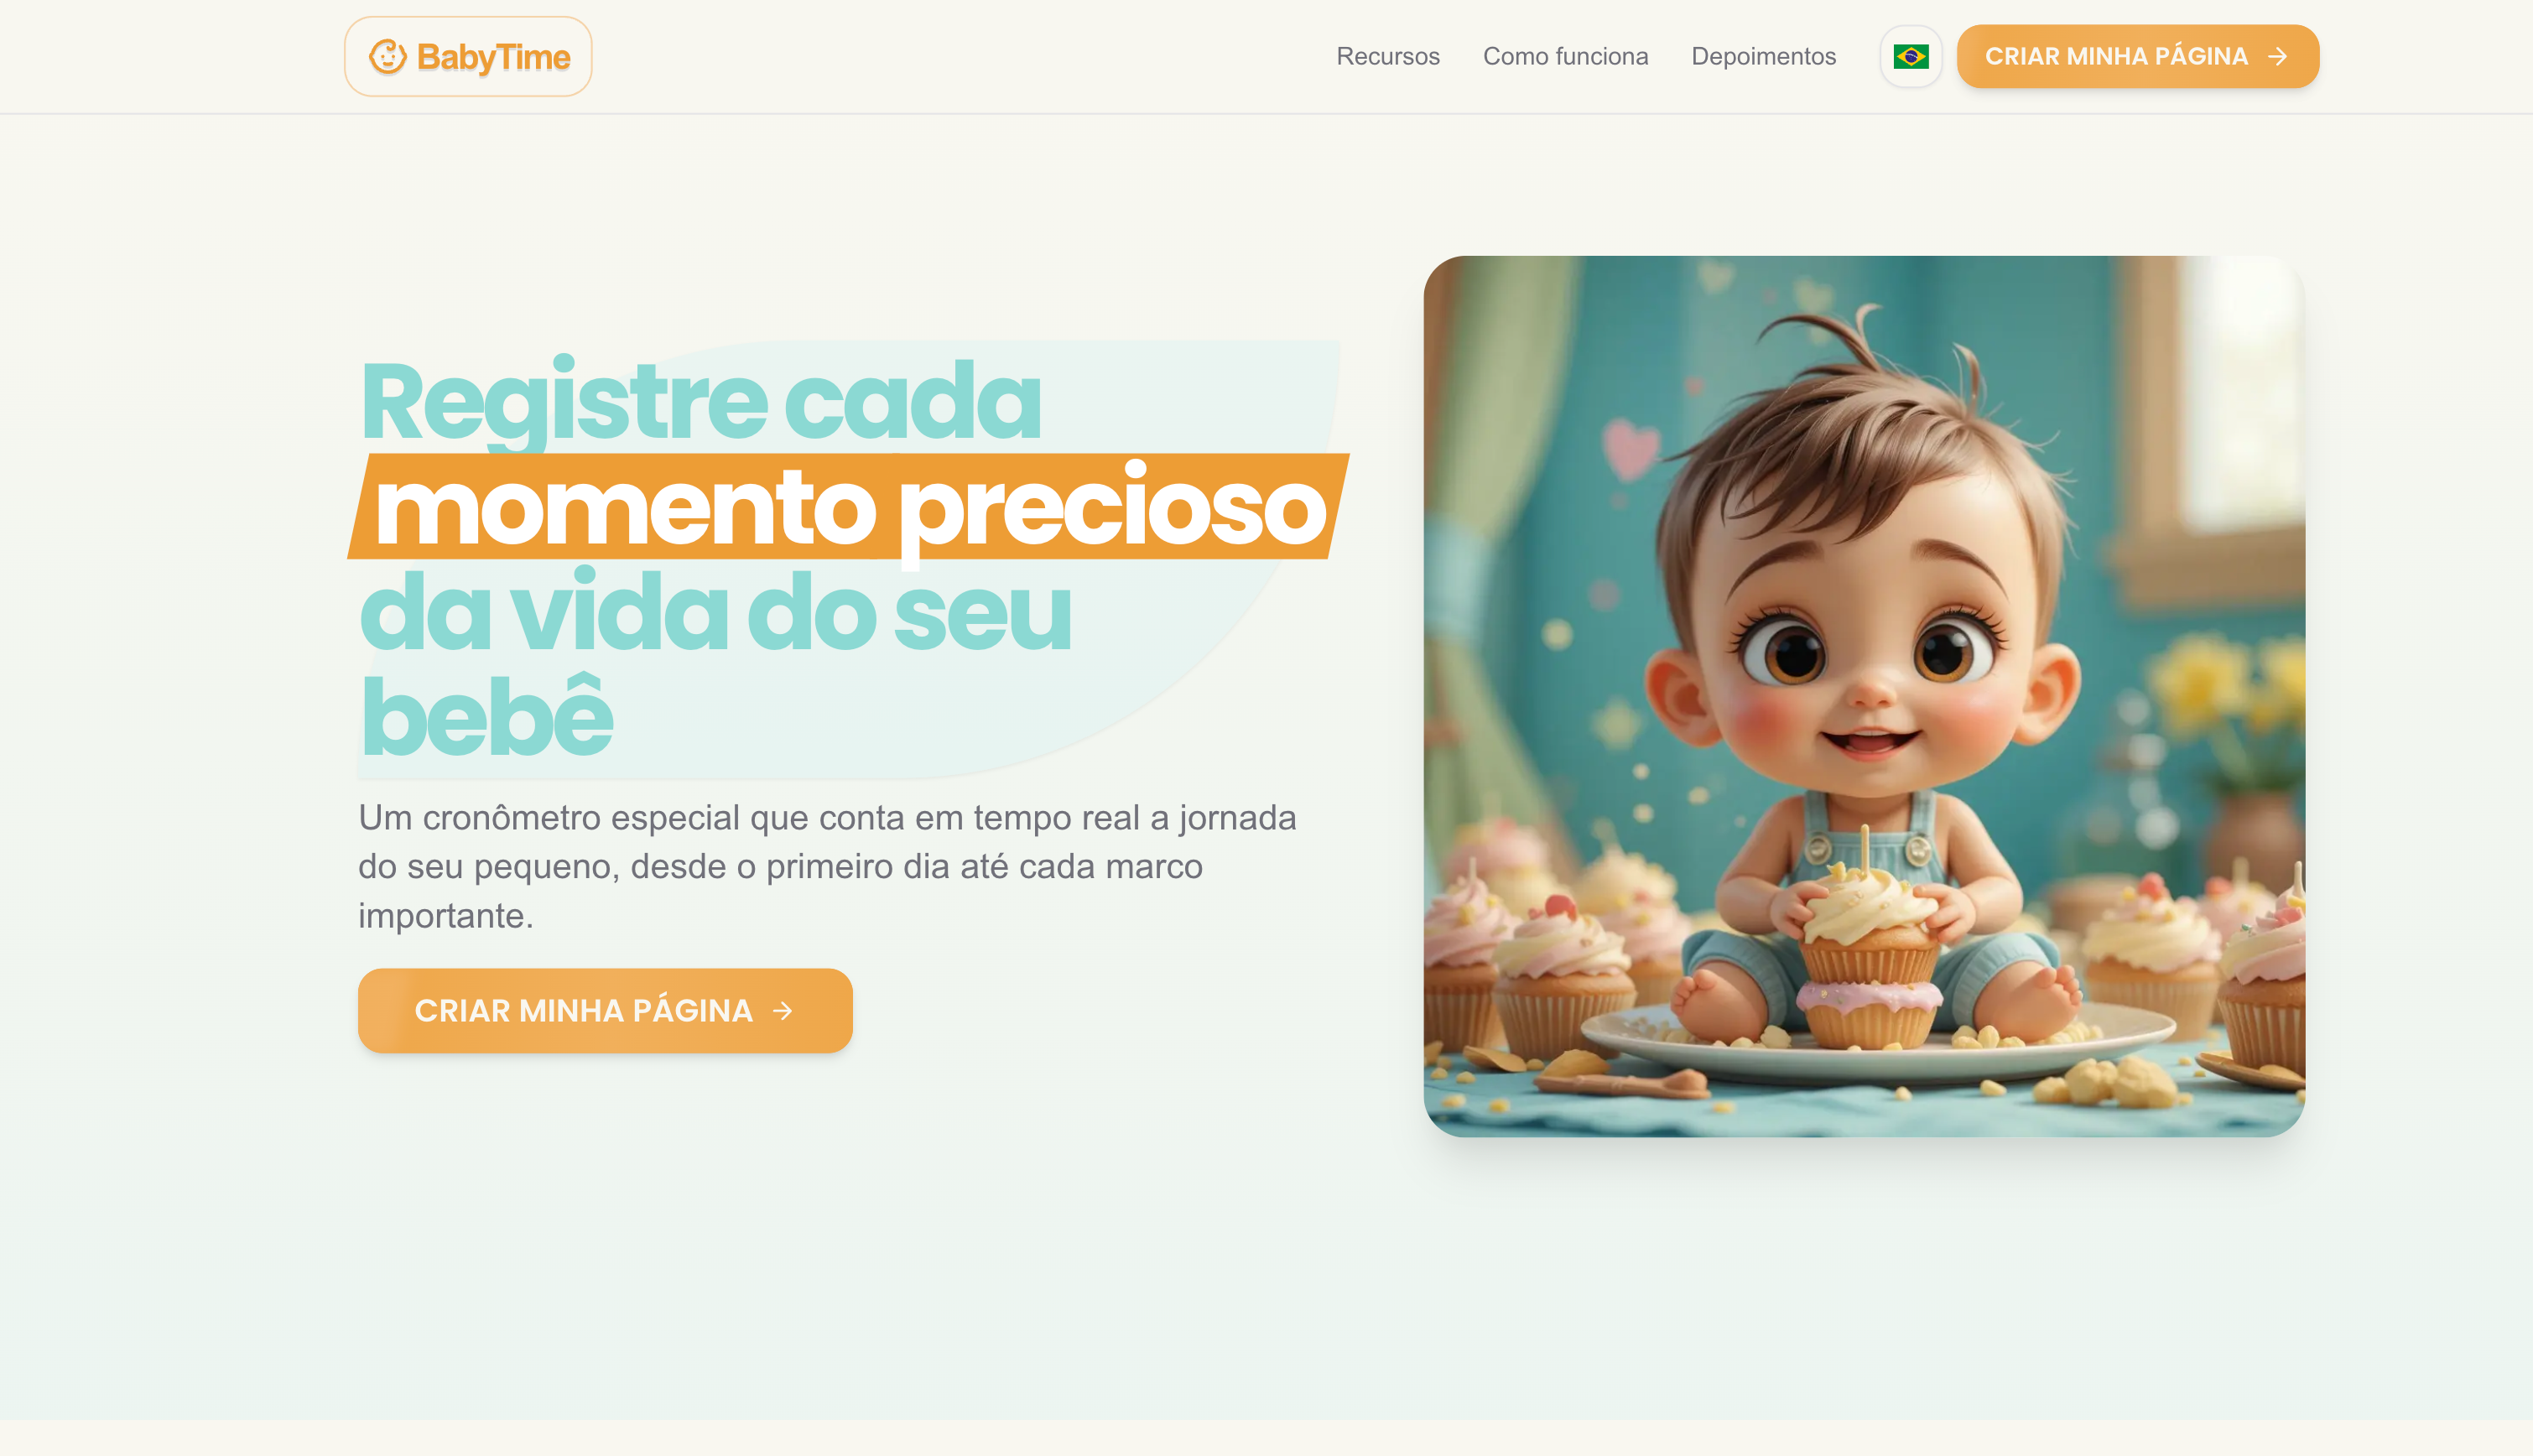 BabyTime
Recursos
Como funciona
Depoimentos
CRIAR MINHA PÁGINA
Registre cada
momento precioso
da vida do seu
bebê
Um cronômetro especial que conta em tempo real a jornada
do seu pequeno, desde o primeiro dia até cada marco
importante.
CRIAR MINHA PÁGINA